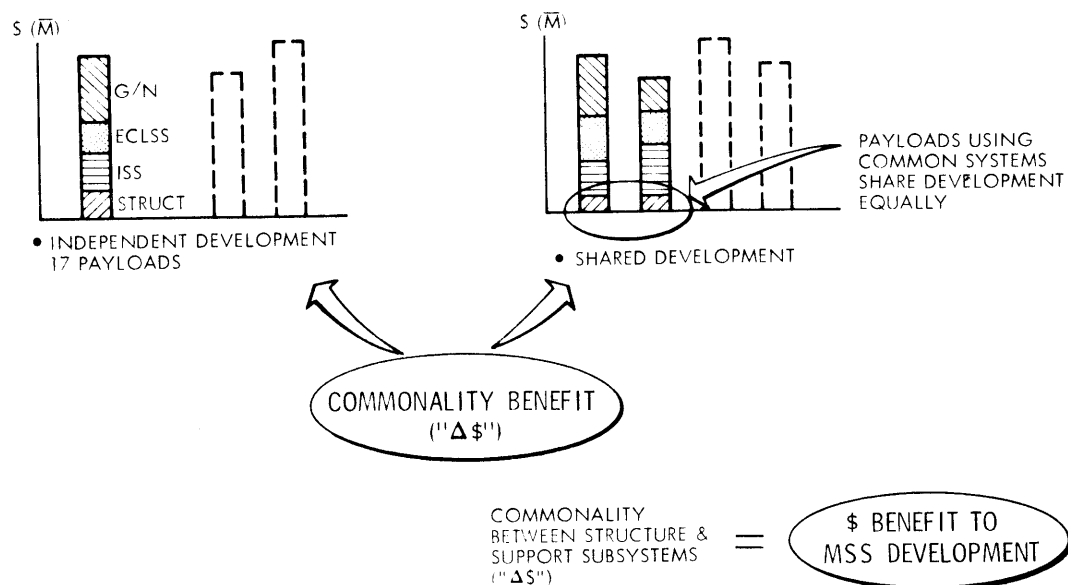 $ (M̅)
G/N
ECLSS
ISS
STRUCT
• INDEPENDENT DEVELOPMENT
17 PAYLOADS
$ (M̅)
PAYLOADS USING
COMMON SYSTEMS
SHARE DEVELOPMENT
EQUALLY
• SHARED DEVELOPMENT
COMMONALITY BENEFIT
("Δ$")
COMMONALITY
BETWEEN STRUCTURE &
SUPPORT SUBSYSTEMS
("Δ$")
=
$ BENEFIT TO
MSS DEVELOPMENT